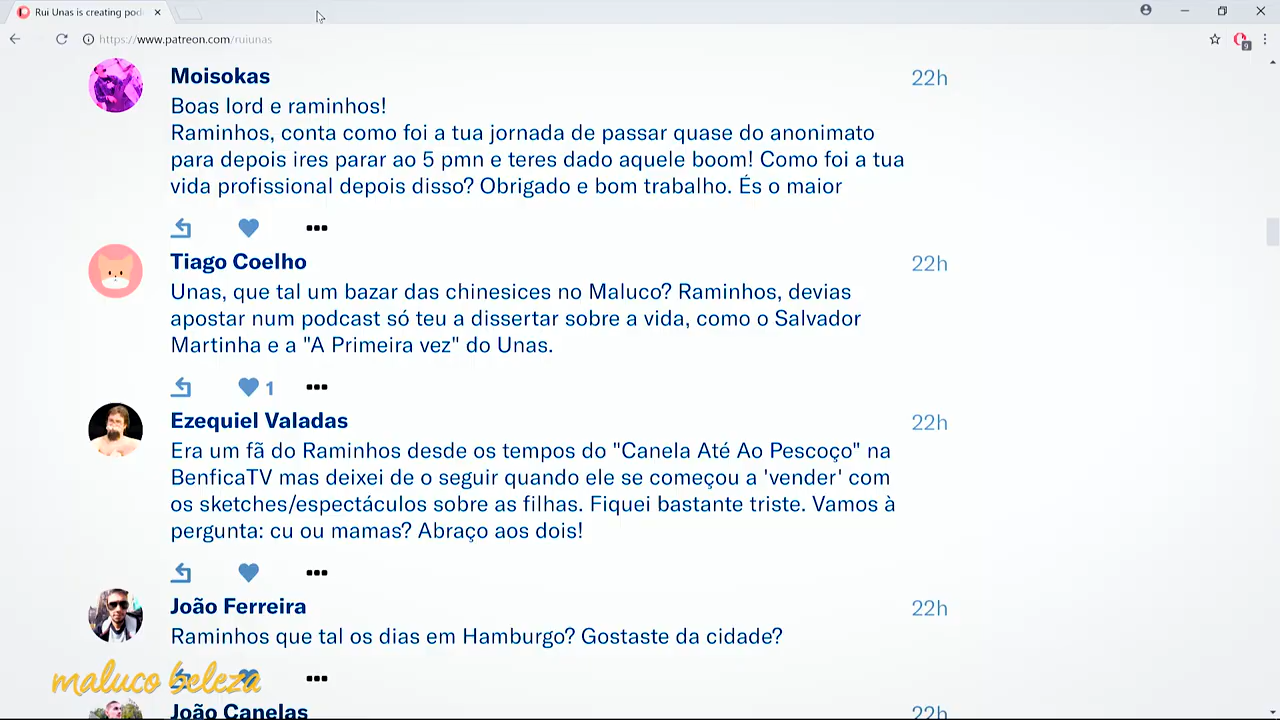 Rui Unas is creating pod
https://www.patreon.com/ruiunas
9
Moisokas
22h
Boas lord e raminhos!
Raminhos, conta como foi a tua jornada de passar quase do anonimato
para depois ires parar ao 5 pmn e teres dado aquele boom! Como foi a tua
vida profissional depois disso? Obrigado e bom trabalho. És o maior
Tiago Coelho
22h
Unas, que tal um bazar das chinesices no Maluco? Raminhos, devias
apostar num podcast só teu a dissertar sobre a vida, como o Salvador
Martinha e a "A Primeira vez" do Unas.
1
Ezequiel Valadas
22h
Era um fã do Raminhos desde os tempos do "Canela Até Ao Pescoço" na
BenficaTV mas deixei de o seguir quando ele se começou a 'vender' com
os sketches/espectáculos sobre as filhas. Fiquei bastante triste. Vamos à
pergunta: cu ou mamas? Abraço aos dois!
João Ferreira
22h
Raminhos que tal os dias em Hamburgo? Gostaste da cidade?
maluco beleza
João Canelas
22h